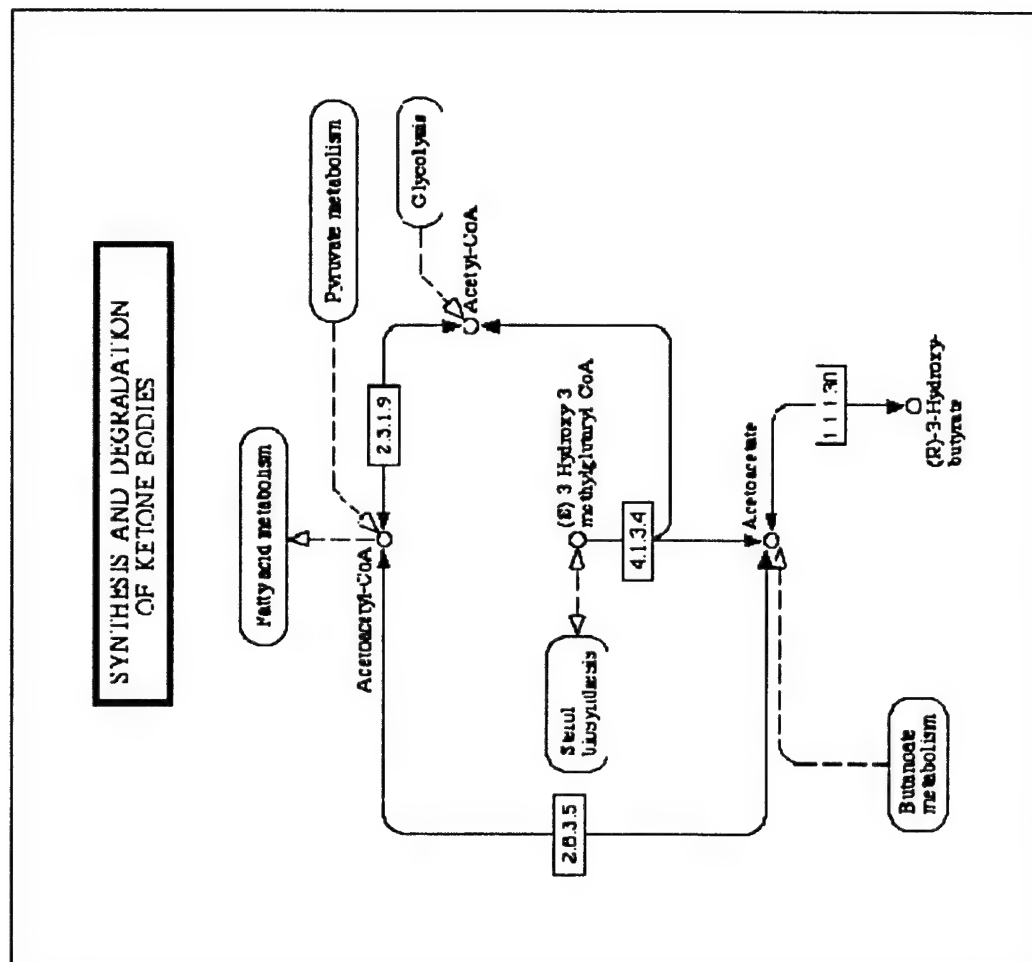 SYNTHESIS AND DEGRADATION
OF KETONE BODIES
Fatty acid metabolism
Pyruvate metabolism
Glycolysis
Acetoacetyl-CoA
2.3.1.9
Acetyl-CoA
Sterol
biosynthesis
(E) 3 Hydroxy 3
methylglutaryl CoA
4.1.3.4
2.8.3.5
Acetoacetate
Butanoate
metabolism
1.1.1.30
(R)-3-Hydroxy-
butyrate